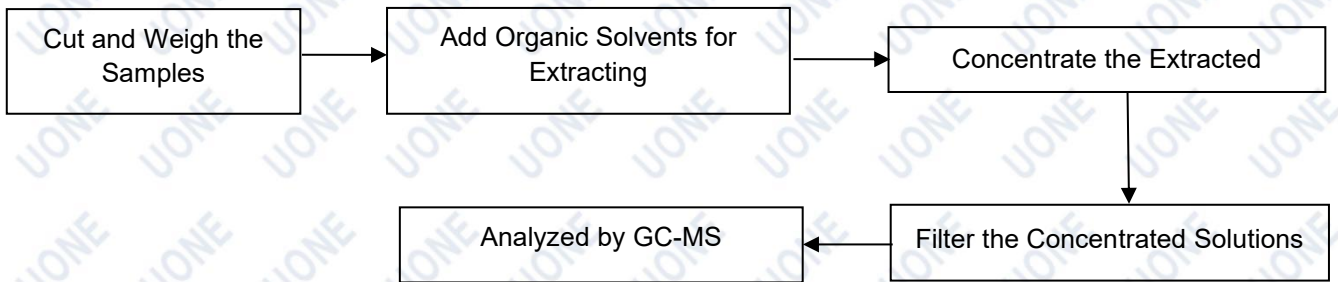 Cut and Weigh the
Samples
Add Organic Solvents for
Extracting
Concentrate the Extracted
Filter the Concentrated Solutions
Analyzed by GC-MS
UONE